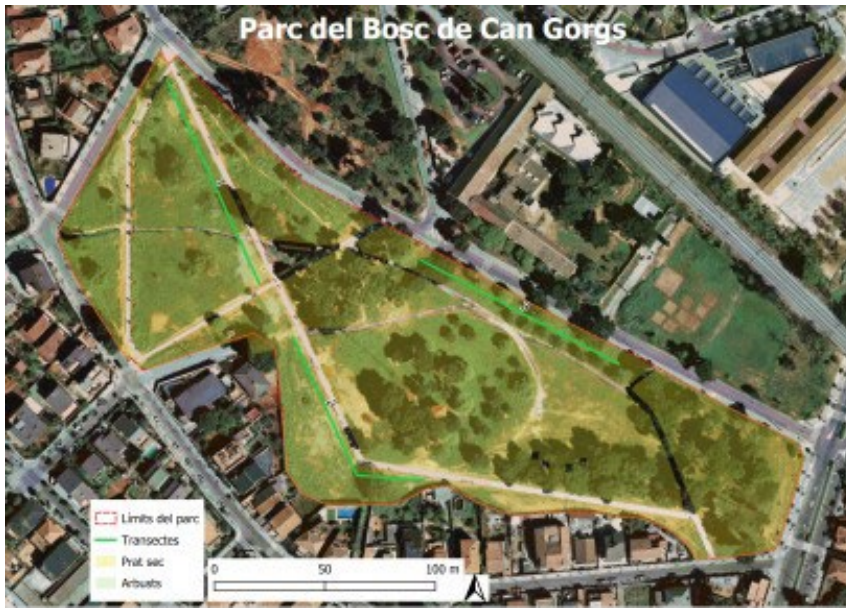 Parc del Bosc de Can Gorgs
Límits del parc
Transectes
Prat sec
Arbusts
0 50 100 m